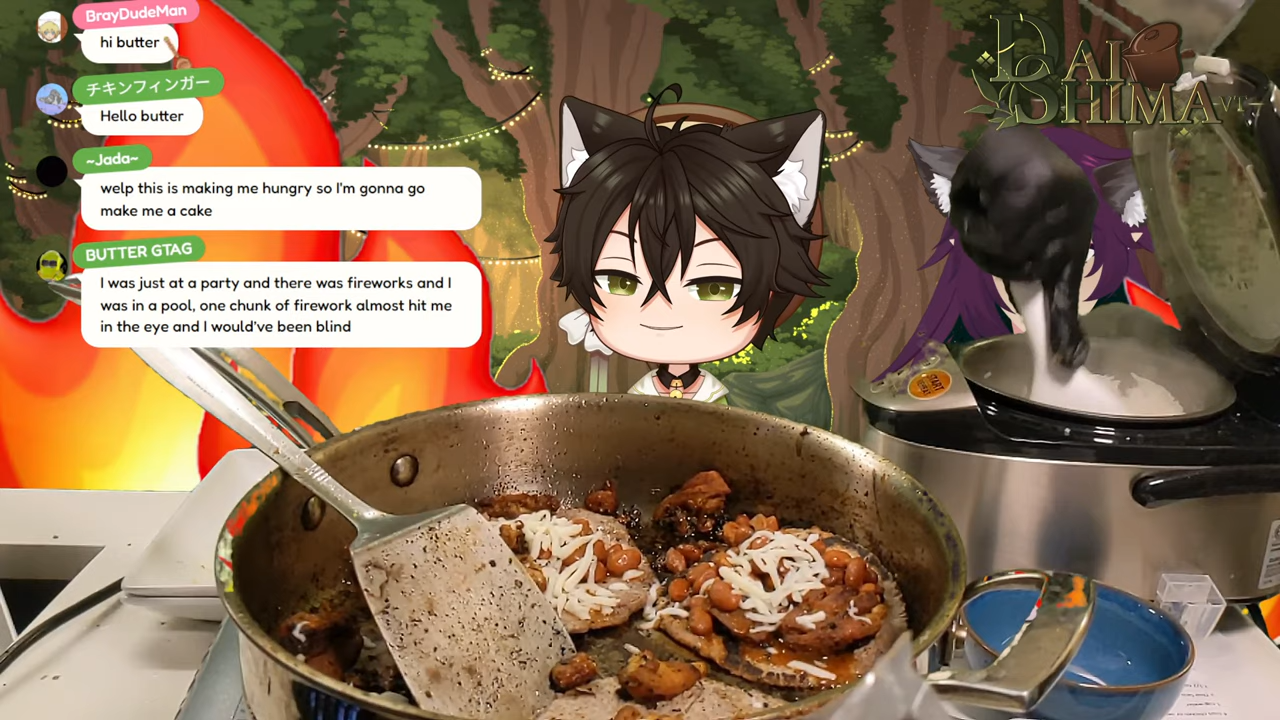 BrayDudeMan
hi butter
チキンフィンガー
Hello butter
~Jada~
welp this is making me hungry so I'm gonna go
make me a cake
BUTTER GTAG
I was just at a party and there was fireworks and I
was in a pool, one chunk of firework almost hit me
in the eye and I would've been blind
DAI
SHIMA VT
START